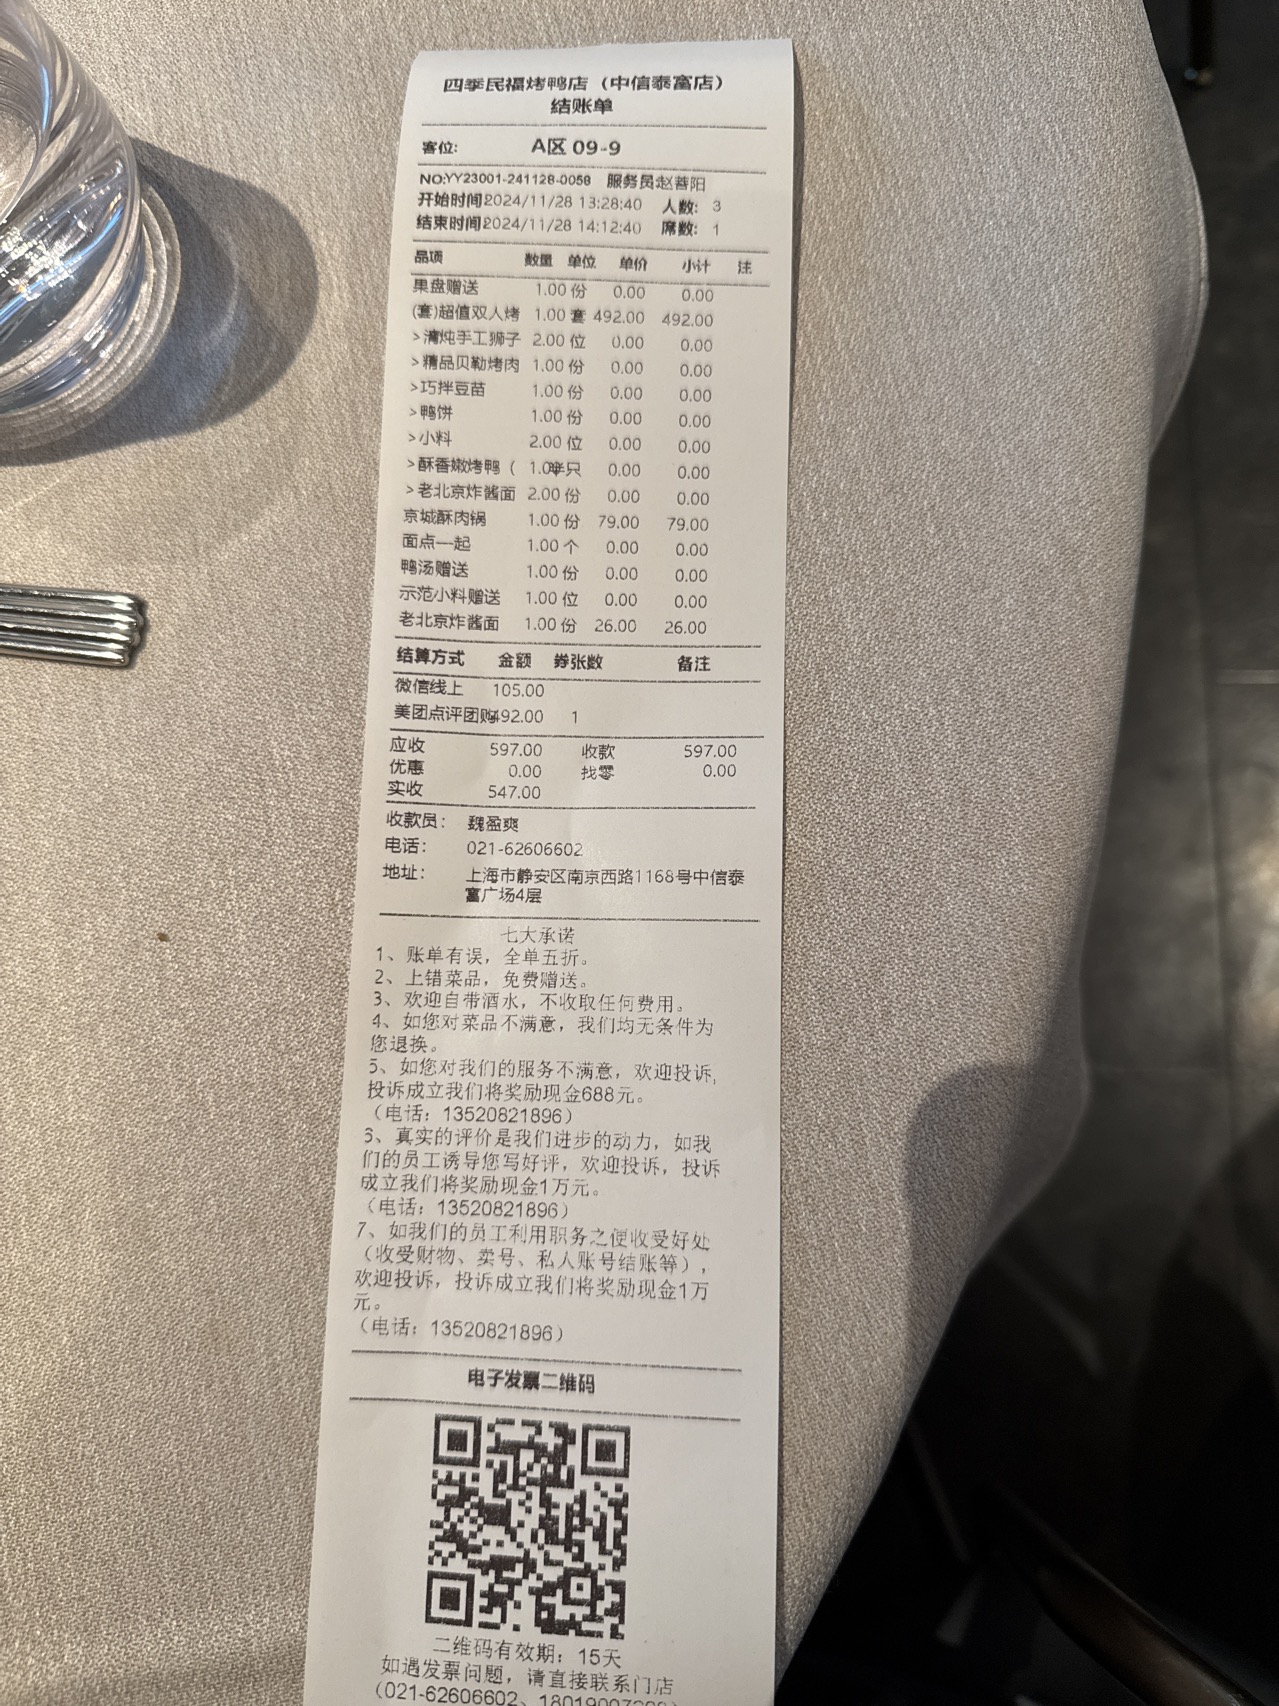 四季民福烤鸭店（中信泰富店）
结账单
客位: A区 09-9
NO:YY23001-241128-0058 服务员:赵菩阳
开始时间2024/11/28 13:28:40 人数: 3
结束时间2024/11/28 14:12:40 席数: 1
品项 数量 单位 单价 小计 注
果盘赠送 1.00 份 0.00 0.00
(套)超值双人烤 1.00 套 492.00 492.00
>清炖手工狮子 2.00 位 0.00 0.00
>精品贝勒烤肉 1.00 份 0.00 0.00
>巧拌豆苗 1.00 份 0.00 0.00
>鸭饼 1.00 份 0.00 0.00
>小料 2.00 位 0.00 0.00
>酥香嫩烤鸭（ 1.00半只 0.00 0.00
>老北京炸酱面 2.00 份 0.00 0.00
京城酥肉锅 1.00 份 79.00 79.00
面点一起 1.00 个 0.00 0.00
鸭汤赠送 1.00 份 0.00 0.00
示范小料赠送 1.00 位 0.00 0.00
老北京炸酱面 1.00 份 26.00 26.00
结算方式 金额 券张数 备注
微信线上 105.00
美团点评团购492.00 1
应收 597.00 收款 597.00
优惠 0.00 找零 0.00
实收 547.00
收款员: 魏盈爽
电话: 021-62606602
地址: 上海市静安区南京西路1168号中信泰
富广场4层
七大承诺
1、账单有误，全单五折。
2、上错菜品，免费赠送。
3、欢迎自带酒水，不收取任何费用。
4、如您对菜品不满意，我们均无条件为
您退换。
5、如您对我们的服务不满意，欢迎投诉,
投诉成立我们将奖励现金688元。
（电话: 13520821896）
6、真实的评价是我们进步的动力，如我
们的员工诱导您写好评，欢迎投诉，投诉
成立我们将奖励现金1万元。
（电话: 13520821896）
7、如我们的员工利用职务之便收受好处
（收受财物、卖号、私人账号结账等），
欢迎投诉，投诉成立我们将奖励现金1万
元。
（电话: 13520821896）
电子发票二维码
二维码有效期: 15天
如遇发票问题，请直接联系门店
(021-62606602、